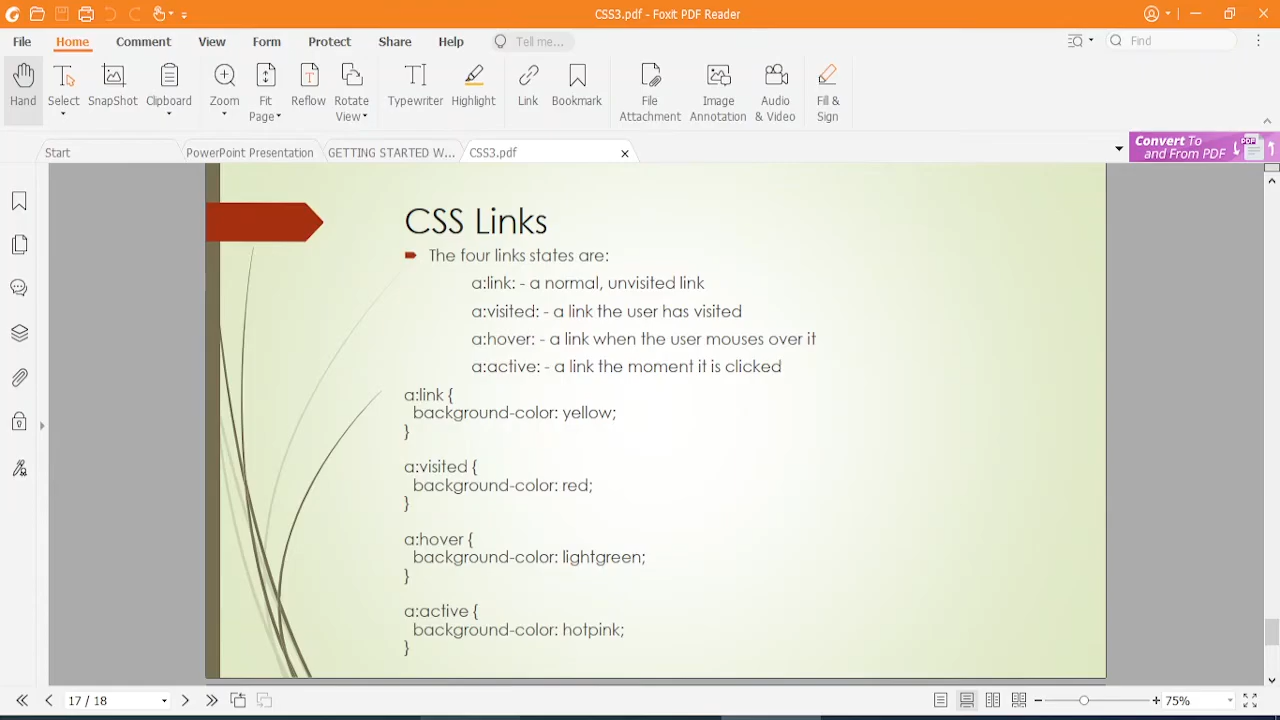 CSS3.pdf - Foxit PDF Reader
File Home Comment View Form Protect Share Help Tell me... Find
Hand Select SnapShot Clipboard Zoom Fit Page Reflow Rotate View Typewriter Highlight Link Bookmark File Attachment Image Annotation Audio & Video Fill & Sign
Start PowerPoint Presentation GETTING STARTED W... CSS3.pdf
Convert To
and From PDF
PDF
CSS Links
The four links states are:
a:link: - a normal, unvisited link
a:visited: - a link the user has visited
a:hover: - a link when the user mouses over it
a:active: - a link the moment it is clicked
a:link {
background-color: yellow;
}
a:visited {
background-color: red;
}
a:hover {
background-color: lightgreen;
}
a:active {
background-color: hotpink;
}
17 / 18 75%